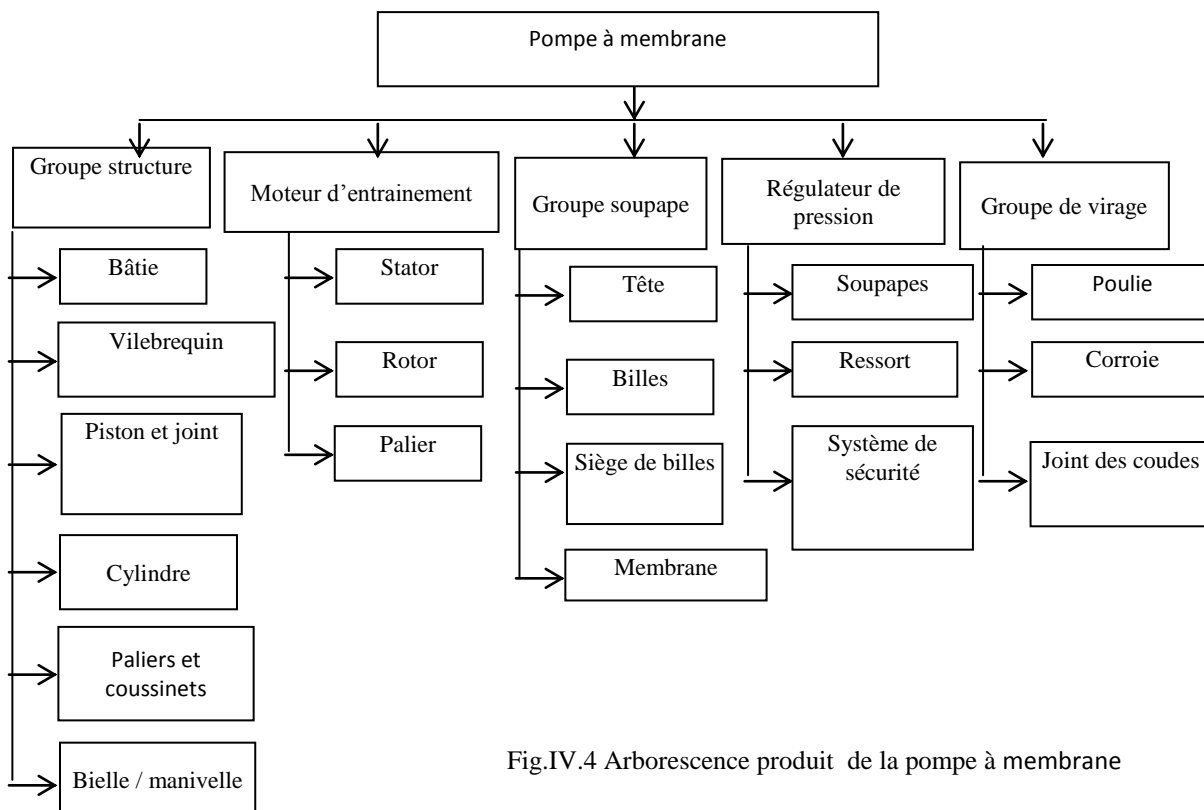 Pompe à membrane
Groupe structure
Moteur d’entrainement
Groupe soupape
Régulateur de
pression
Groupe de virage
Bâtie
Vilebrequin
Piston et joint
Cylindre
Paliers et
coussinets
Bielle / manivelle
Stator
Rotor
Palier
Tête
Billes
Siège de billes
Membrane
Soupapes
Ressort
Système de
sécurité
Poulie
Corroie
Joint des coudes
Fig.IV.4 Arborescence produit de la pompe à membrane